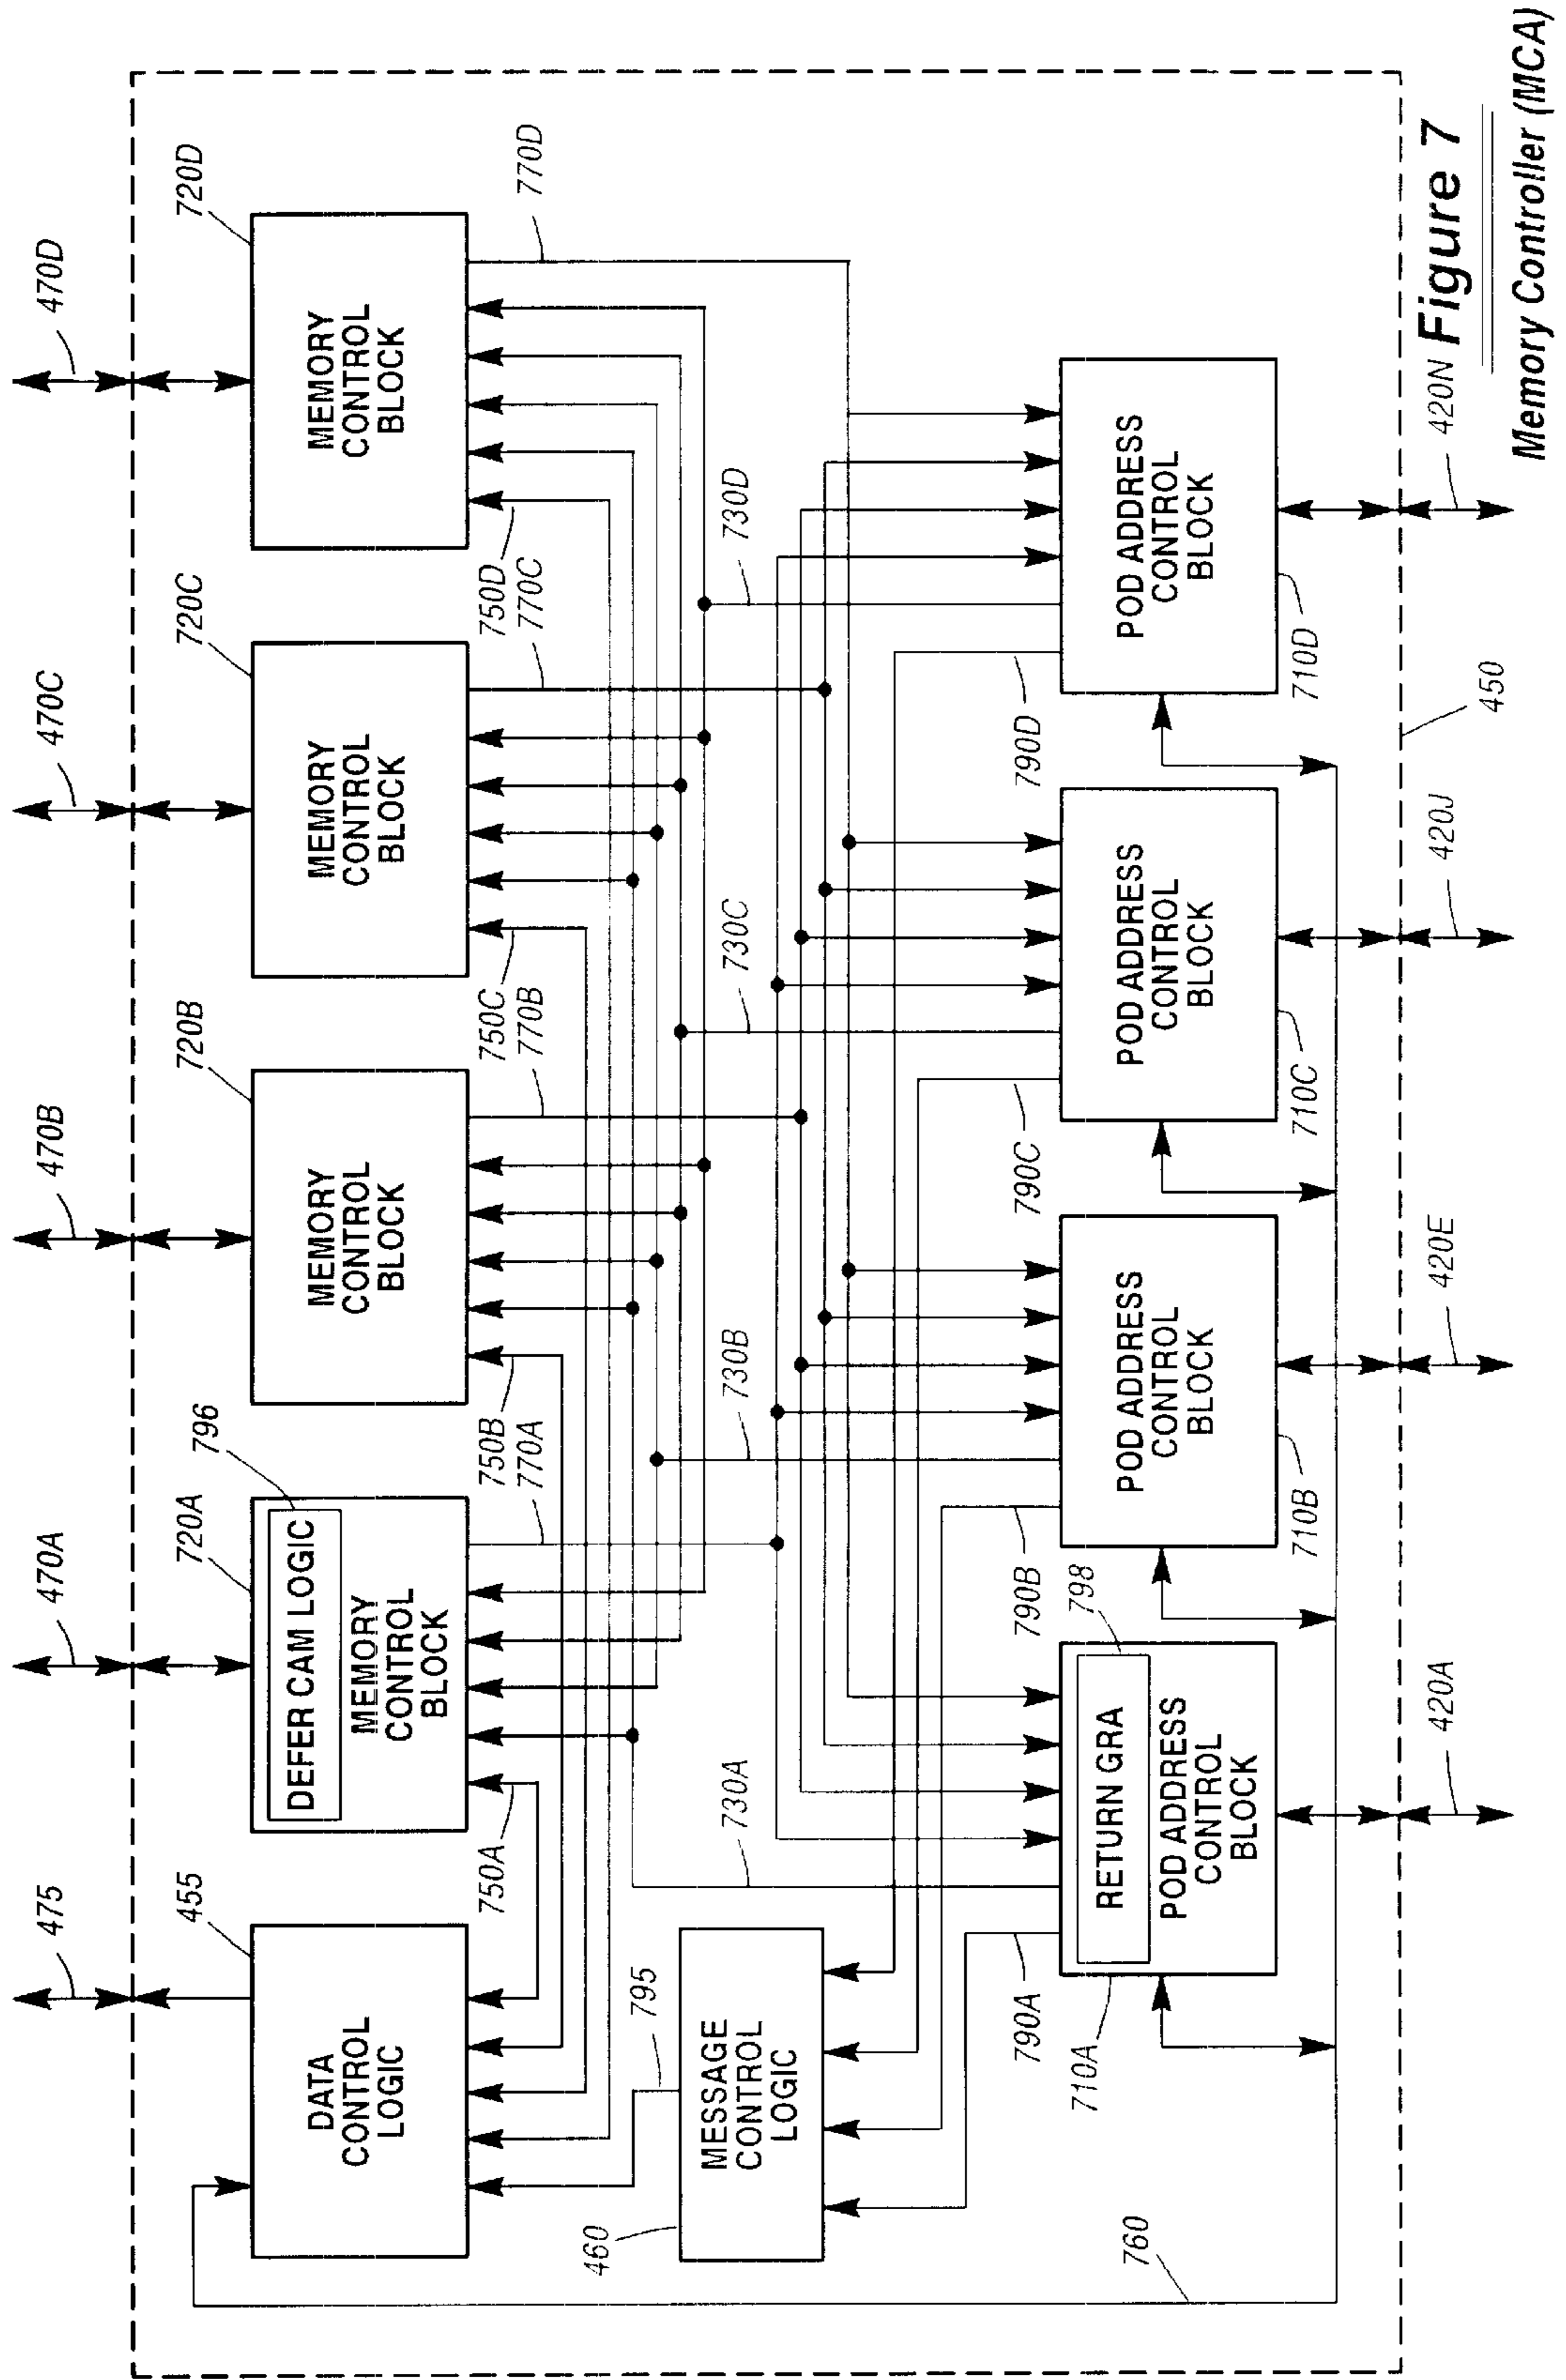 475
470A
470B
470C
470D
455
720A
796
720B
720C
720D
DATA
CONTROL
LOGIC
DEFER CAM LOGIC
MEMORY
CONTROL
BLOCK
MEMORY
CONTROL
BLOCK
MEMORY
CONTROL
BLOCK
MEMORY
CONTROL
BLOCK
750A
750B
770A
750C
770B
750D
770C
770D
795
460
MESSAGE
CONTROL
LOGIC
730A
730B
730C
730D
790A
790B
790C
790D
710A
798
RETURN GRA
POD ADDRESS
CONTROL
BLOCK
POD ADDRESS
CONTROL
BLOCK
POD ADDRESS
CONTROL
BLOCK
POD ADDRESS
CONTROL
BLOCK
760
710B
710C
710D
420A
420E
420J
450
420N
Figure 7
Memory Controller (MCA)